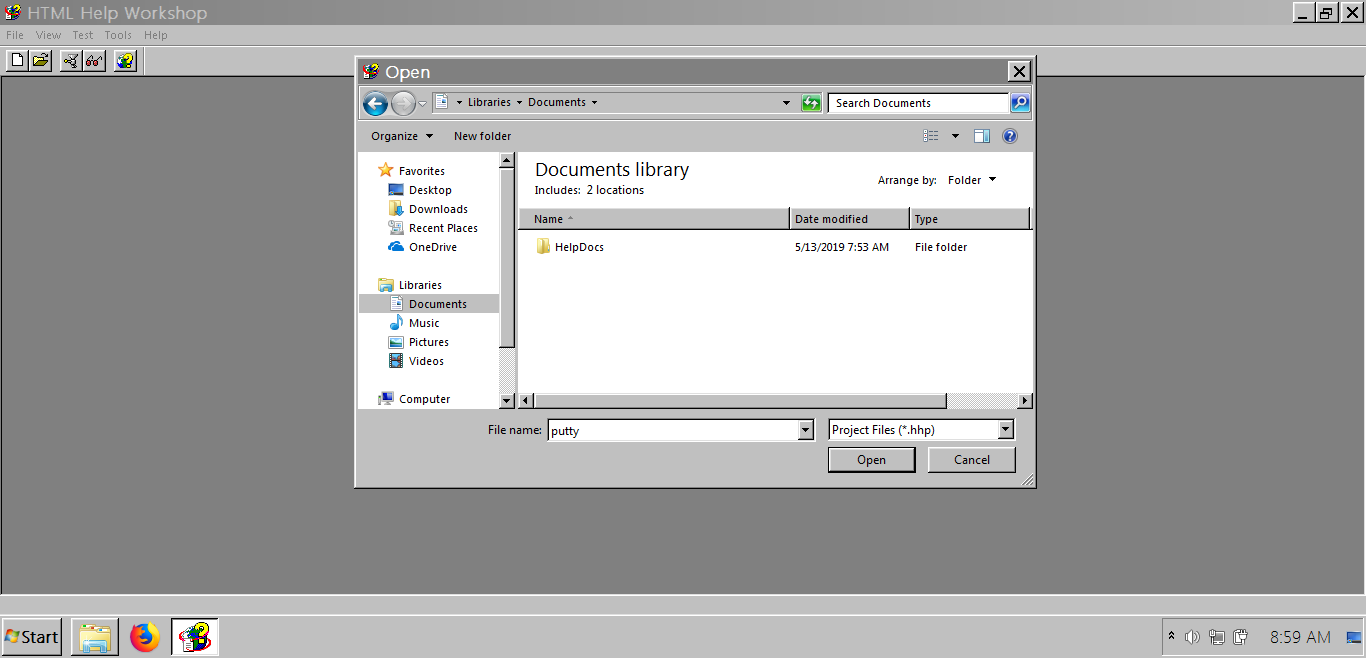 HTML Help Workshop
File View Test Tools Help
Open
Libraries Documents
Search Documents
Organize New folder
Favorites
Desktop
Downloads
Recent Places
OneDrive
Libraries
Documents
Music
Pictures
Videos
Computer
Documents library
Includes: 2 locations
Arrange by: Folder
Name Date modified Type
HelpDocs 5/13/2019 7:53 AM File folder
File name: putty Project Files (*.hhp)
Open Cancel
Start 8:59 AM